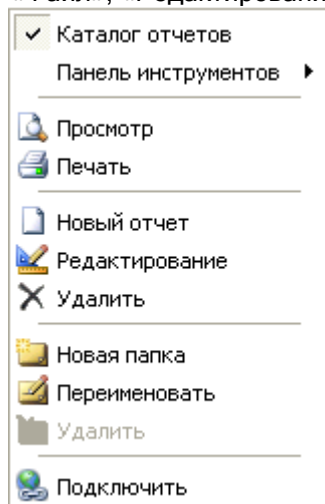 Каталог отчетов
Панель инструментов
Просмотр
Печать
Новый отчет
Редактирование
Удалить
Новая папка
Переименовать
Удалить
Подключить